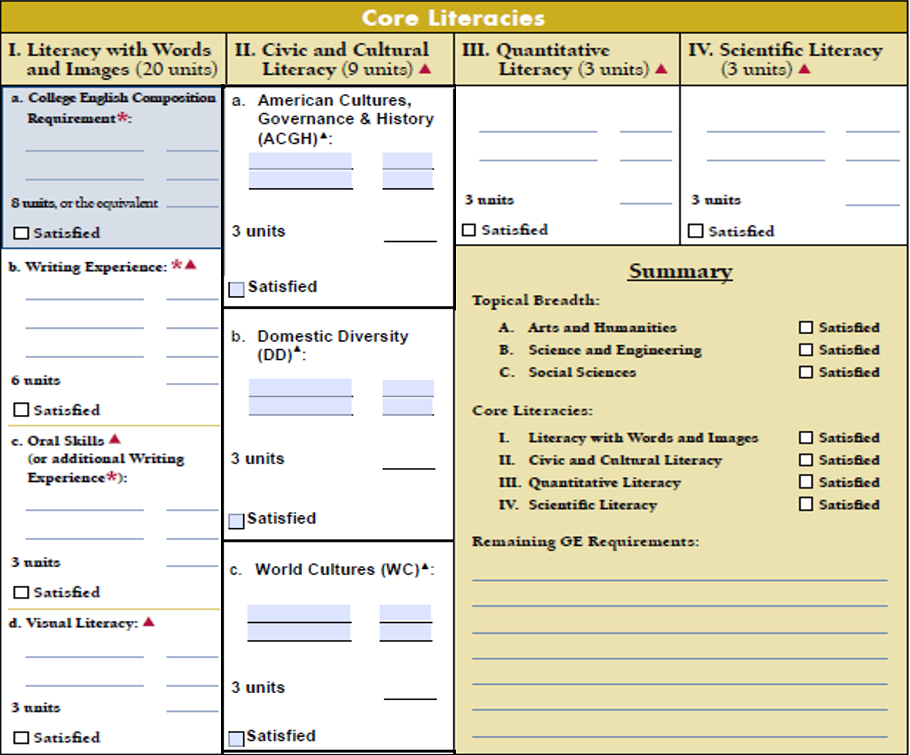 Core Literacies
I. Literacy with Words
and Images (20 units)
II. Civic and Cultural
Literacy (9 units) ▲
III. Quantitative
Literacy (3 units) ▲
IV. Scientific Literacy
(3 units) ▲
a. College English Composition
Requirement*:
8 units, or the equivalent
Satisfied
b. Writing Experience: *▲
6 units
Satisfied
c. Oral Skills ▲
(or additional Writing
Experience*):
3 units
Satisfied
d. Visual Literacy: ▲
3 units
Satisfied
a. American Cultures,
Governance & History
(ACGH)▲:
3 units
Satisfied
b. Domestic Diversity
(DD)▲:
3 units
Satisfied
c. World Cultures (WC)▲:
3 units
Satisfied
3 units
Satisfied
3 units
Satisfied
Summary
Topical Breadth:
A. Arts and Humanities Satisfied
B. Science and Engineering Satisfied
C. Social Sciences Satisfied
Core Literacies:
I. Literacy with Words and Images Satisfied
II. Civic and Cultural Literacy Satisfied
III. Quantitative Literacy Satisfied
IV. Scientific Literacy Satisfied
Remaining GE Requirements: